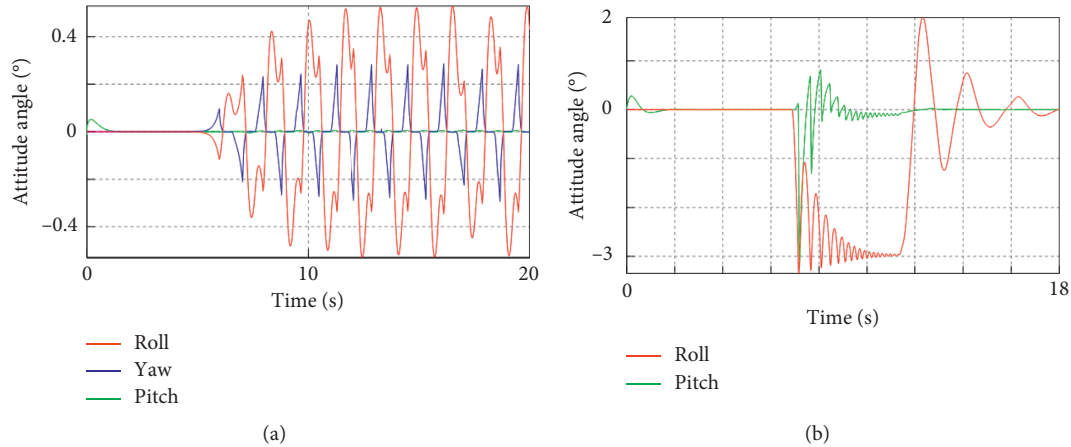 Attitude angle (°)
0.4
0
−0.4
0
10
20
Time (s)
Roll
Yaw
Pitch
(a)
Attitude angle (°)
2
0
−3
0
18
Time (s)
Roll
Pitch
(b)